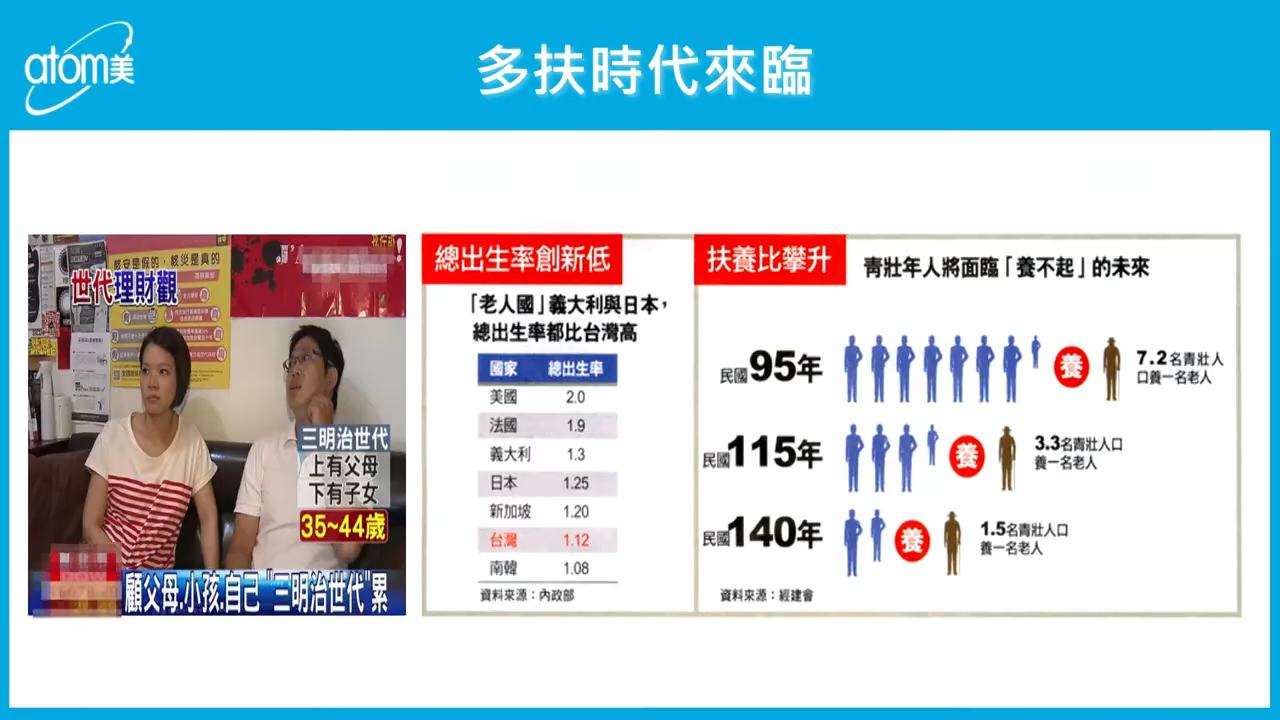 atom美
多扶時代來臨
核安是假的，核災是真的
世代理財觀
三明治世代
上有父母
下有子女
35~44歲
顧父母.小孩.自己 "三明治世代"累
總出生率創新低
「老人國」義大利與日本，
總出生率都比台灣高
國家 總出生率
美國 2.0
法國 1.9
義大利 1.3
日本 1.25
新加坡 1.20
台灣 1.12
南韓 1.08
資料來源：內政部
扶養比攀升
青壯年人將面臨「養不起」的未來
民國95年
養
7.2名青壯人
口養一名老人
民國115年
養
3.3名青壯人口
養一名老人
民國140年
養
1.5名青壯人口
養一名老人
資料來源：經建會